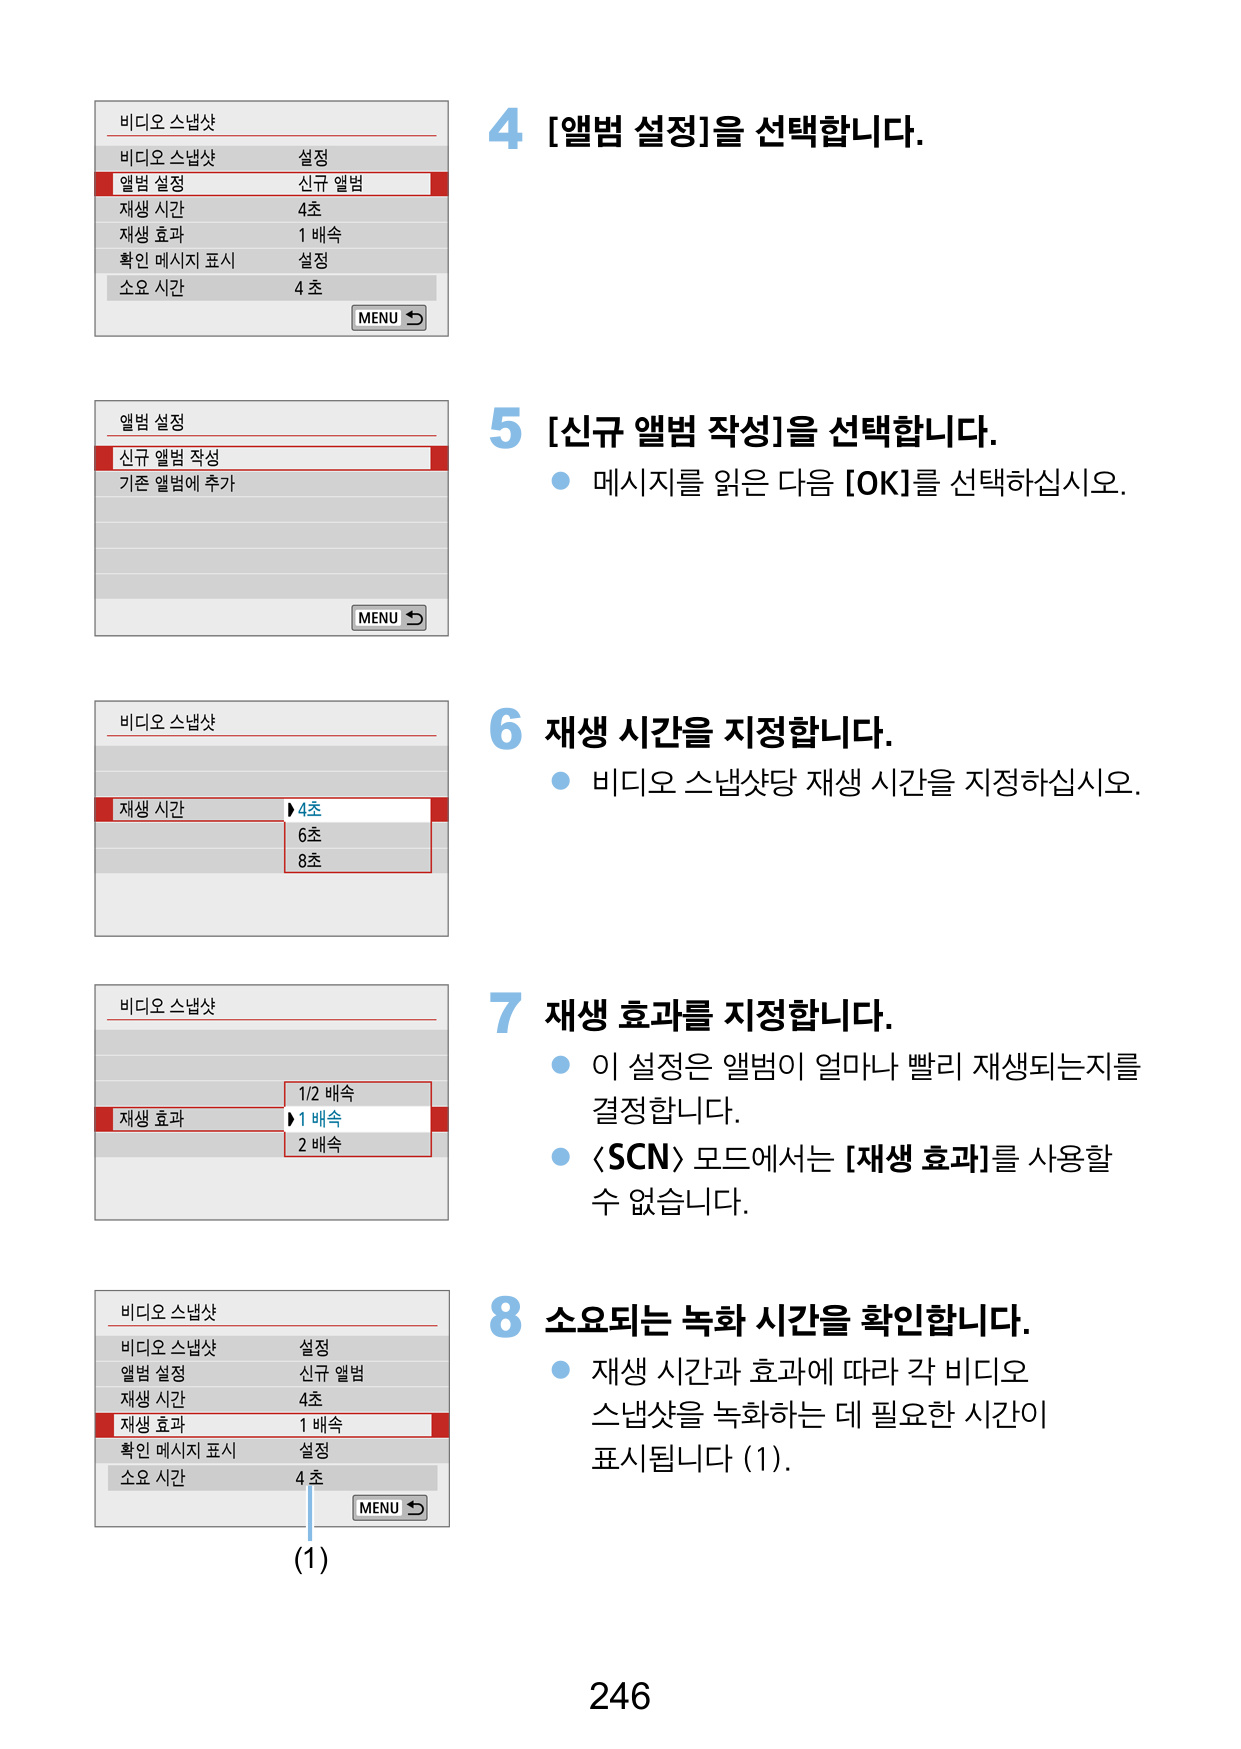 비디오 스냅샷
비디오 스냅샷 설정
앨범 설정 신규 앨범
재생 시간 4초
재생 효과 1 배속
확인 메시지 표시 설정
소요 시간 4 초
MENU
4 [앨범 설정]을 선택합니다.
앨범 설정
신규 앨범 작성
기존 앨범에 추가
MENU
5 [신규 앨범 작성]을 선택합니다.
● 메시지를 읽은 다음 [OK]를 선택하십시오.
비디오 스냅샷
재생 시간 4초
6초
8초
6 재생 시간을 지정합니다.
● 비디오 스냅샷당 재생 시간을 지정하십시오.
비디오 스냅샷
1/2 배속
재생 효과 1 배속
2 배속
7 재생 효과를 지정합니다.
● 이 설정은 앨범이 얼마나 빨리 재생되는지를
결정합니다.
● 〈SCN〉 모드에서는 [재생 효과]를 사용할
수 없습니다.
비디오 스냅샷
비디오 스냅샷 설정
앨범 설정 신규 앨범
재생 시간 4초
재생 효과 1 배속
확인 메시지 표시 설정
소요 시간 4 초
MENU
(1)
8 소요되는 녹화 시간을 확인합니다.
● 재생 시간과 효과에 따라 각 비디오
스냅샷을 녹화하는 데 필요한 시간이
표시됩니다 (1).
246